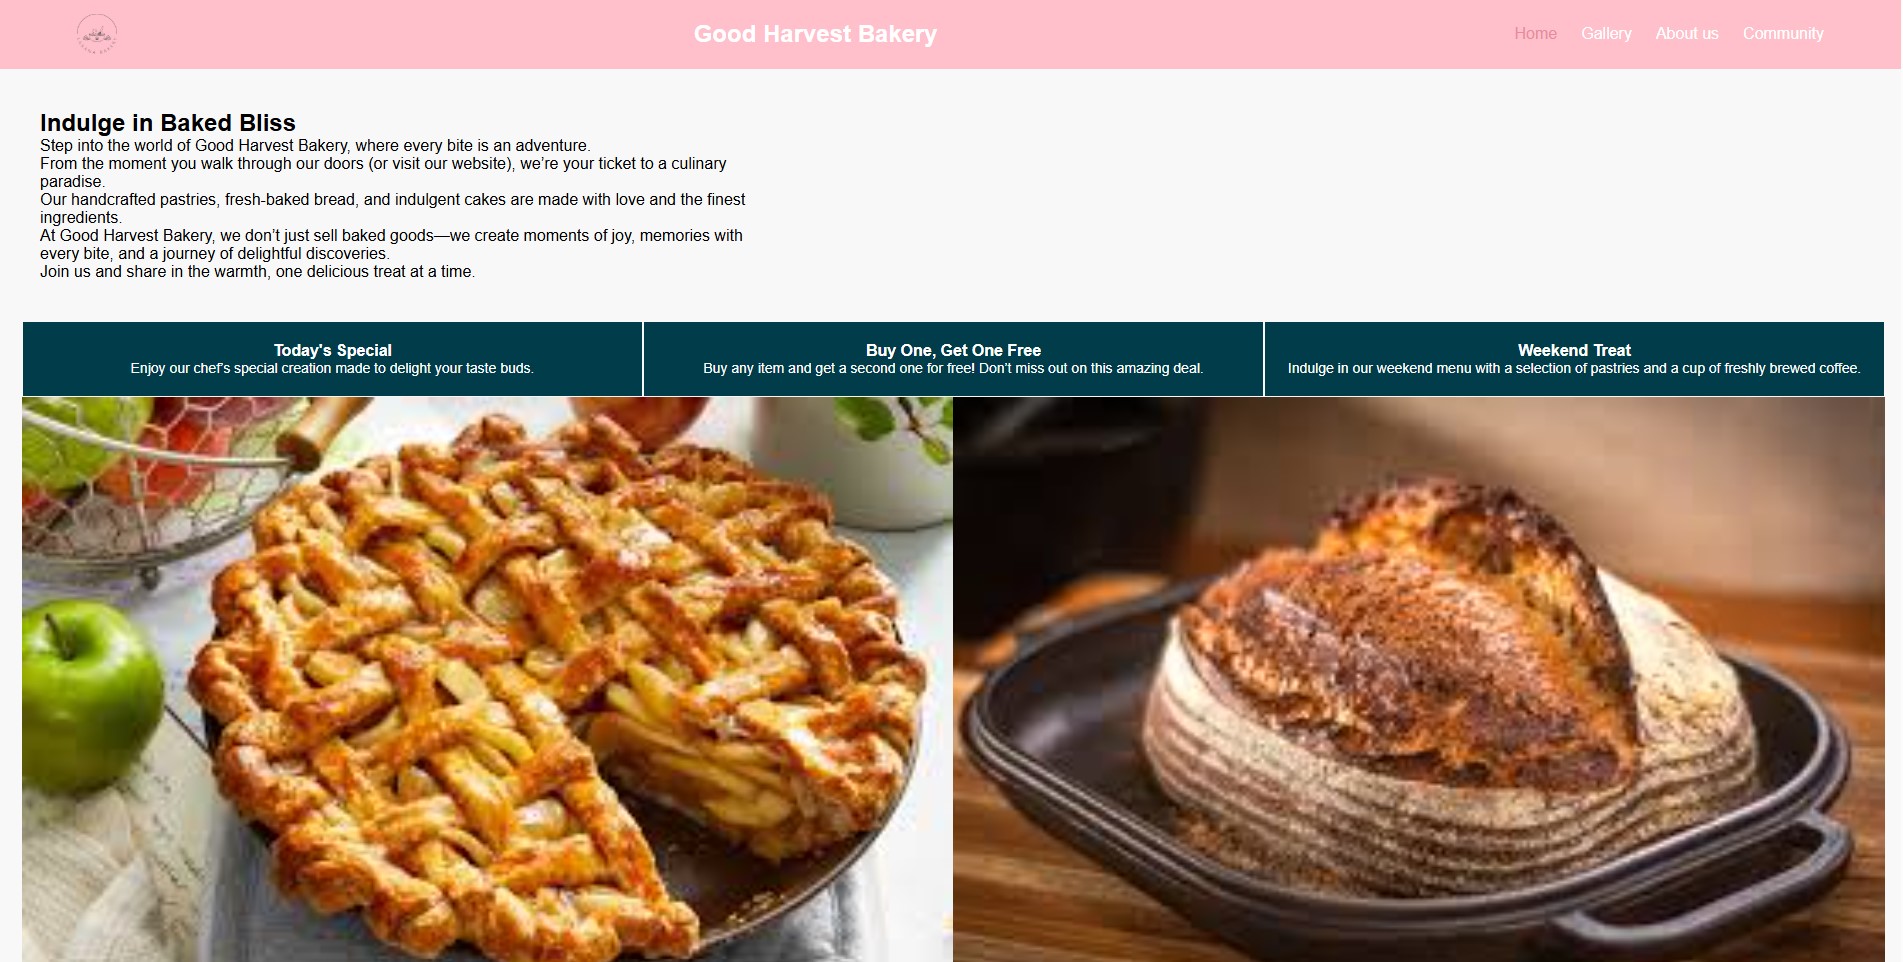 Good Harvest Bakery
Home Gallery About us Community
Indulge in Baked Bliss
Step into the world of Good Harvest Bakery, where every bite is an adventure.
From the moment you walk through our doors (or visit our website), we’re your ticket to a culinary
paradise.
Our handcrafted pastries, fresh-baked bread, and indulgent cakes are made with love and the finest
ingredients.
At Good Harvest Bakery, we don’t just sell baked goods—we create moments of joy, memories with
every bite, and a journey of delightful discoveries.
Join us and share in the warmth, one delicious treat at a time.
Today's Special
Enjoy our chef's special creation made to delight your taste buds.
Buy One, Get One Free
Buy any item and get a second one for free! Don't miss out on this amazing deal.
Weekend Treat
Indulge in our weekend menu with a selection of pastries and a cup of freshly brewed coffee.